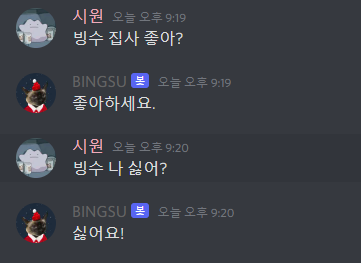 시원 오늘 오후 9:19
빙수 집사 좋아?
BINGSU 봇 오늘 오후 9:19
좋아하세요.
시원 오늘 오후 9:20
빙수 나 싫어?
BINGSU 봇 오늘 오후 9:20
싫어요!